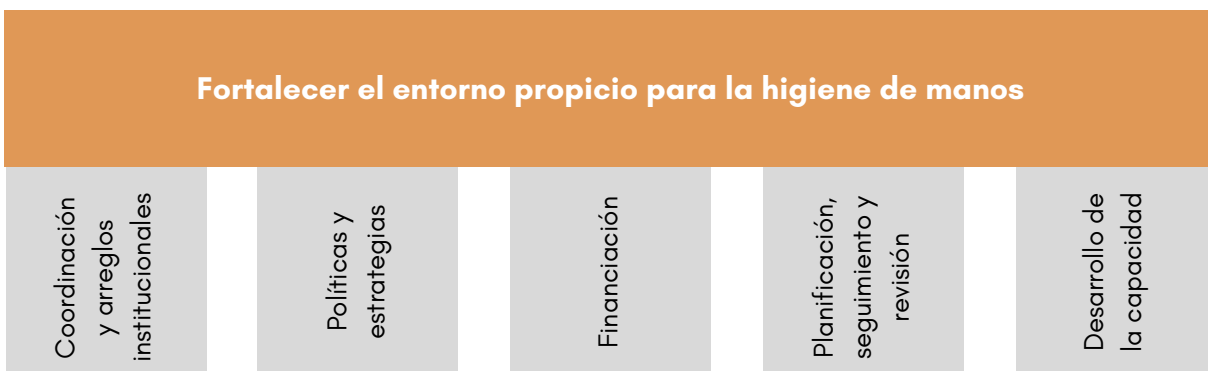 Fortalecer el entorno propicio para la higiene de manos
Coordinación
y arreglos
institucionales
Políticas y
estrategias
Financiación
Planificación,
seguimiento y
revisión
Desarrollo de
la capacidad